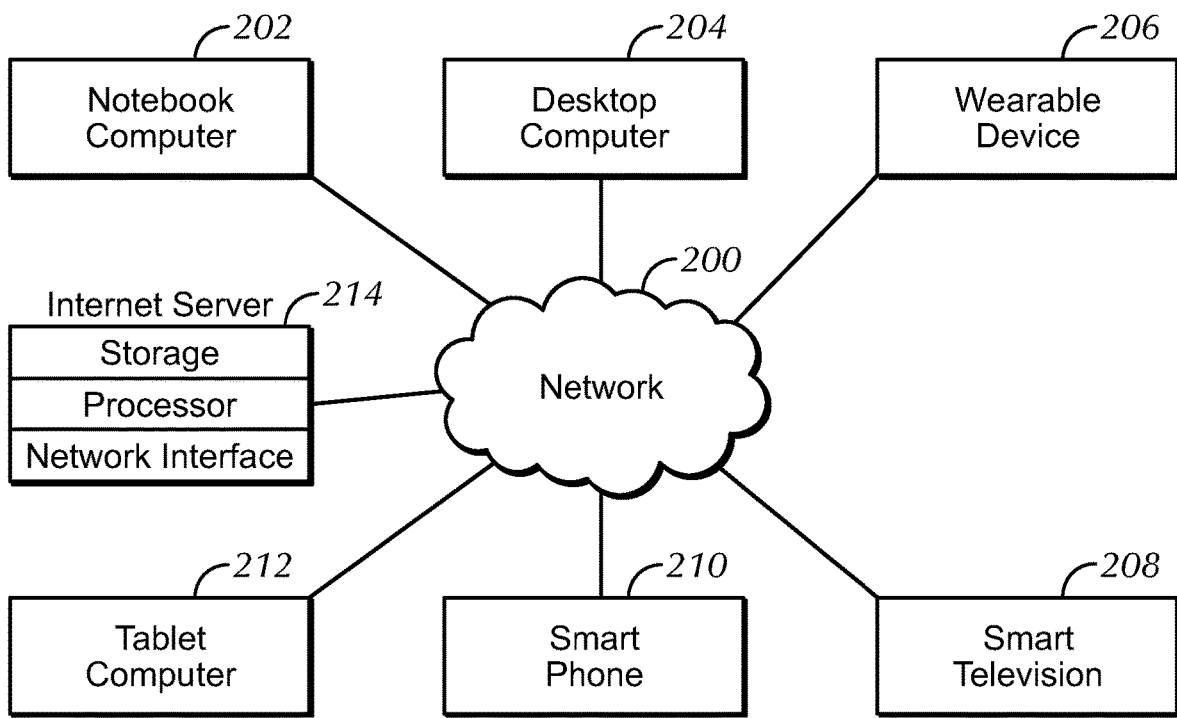 202
204
206
Notebook
Computer
Desktop
Computer
Wearable
Device
200
Internet Server
214
Storage
Processor
Network Interface
Network
212
210
208
Tablet
Computer
Smart
Phone
Smart
Television